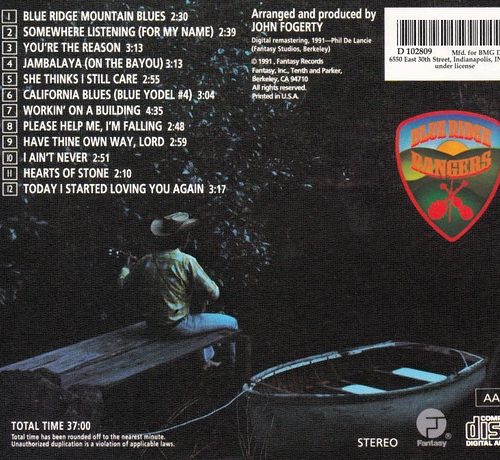 1 BLUE RIDGE MOUNTAIN BLUES 2:30
2 SOMEWHERE LISTENING (FOR MY NAME) 2:39
3 YOU'RE THE REASON 3:13
4 JAMBALAYA (ON THE BAYOU) 3:13
5 SHE THINKS I STILL CARE 2:55
6 CALIFORNIA BLUES (BLUE YODEL #4) 3:04
7 WORKIN' ON A BUILDING 4:35
8 PLEASE HELP ME, I'M FALLING 2:48
9 HAVE THINE OWN WAY, LORD 2:59
10 I AIN'T NEVER 2:51
11 HEARTS OF STONE 2:10
12 TODAY I STARTED LOVING YOU AGAIN 3:17
Arranged and produced by
JOHN FOGERTY
Digital remastering, 1991—Phil De Lancie
(Fantasy Studios, Berkeley)
© 1991, Fantasy Records
Fantasy, Inc., Tenth and Parker,
Berkeley, CA 94710
All rights reserved.
Printed in U.S.A.
D 102809 Mfd. for BMG D
6550 East 30th Street, Indianapolis, IN
under license
BLUE RIDGE
RANGERS
TOTAL TIME 37:00
Total time has been rounded off to the nearest minute.
Unauthorized duplication is a violation of applicable laws.
STEREO
F
Fantasy
AA
COMP
dis
DIGITAL A